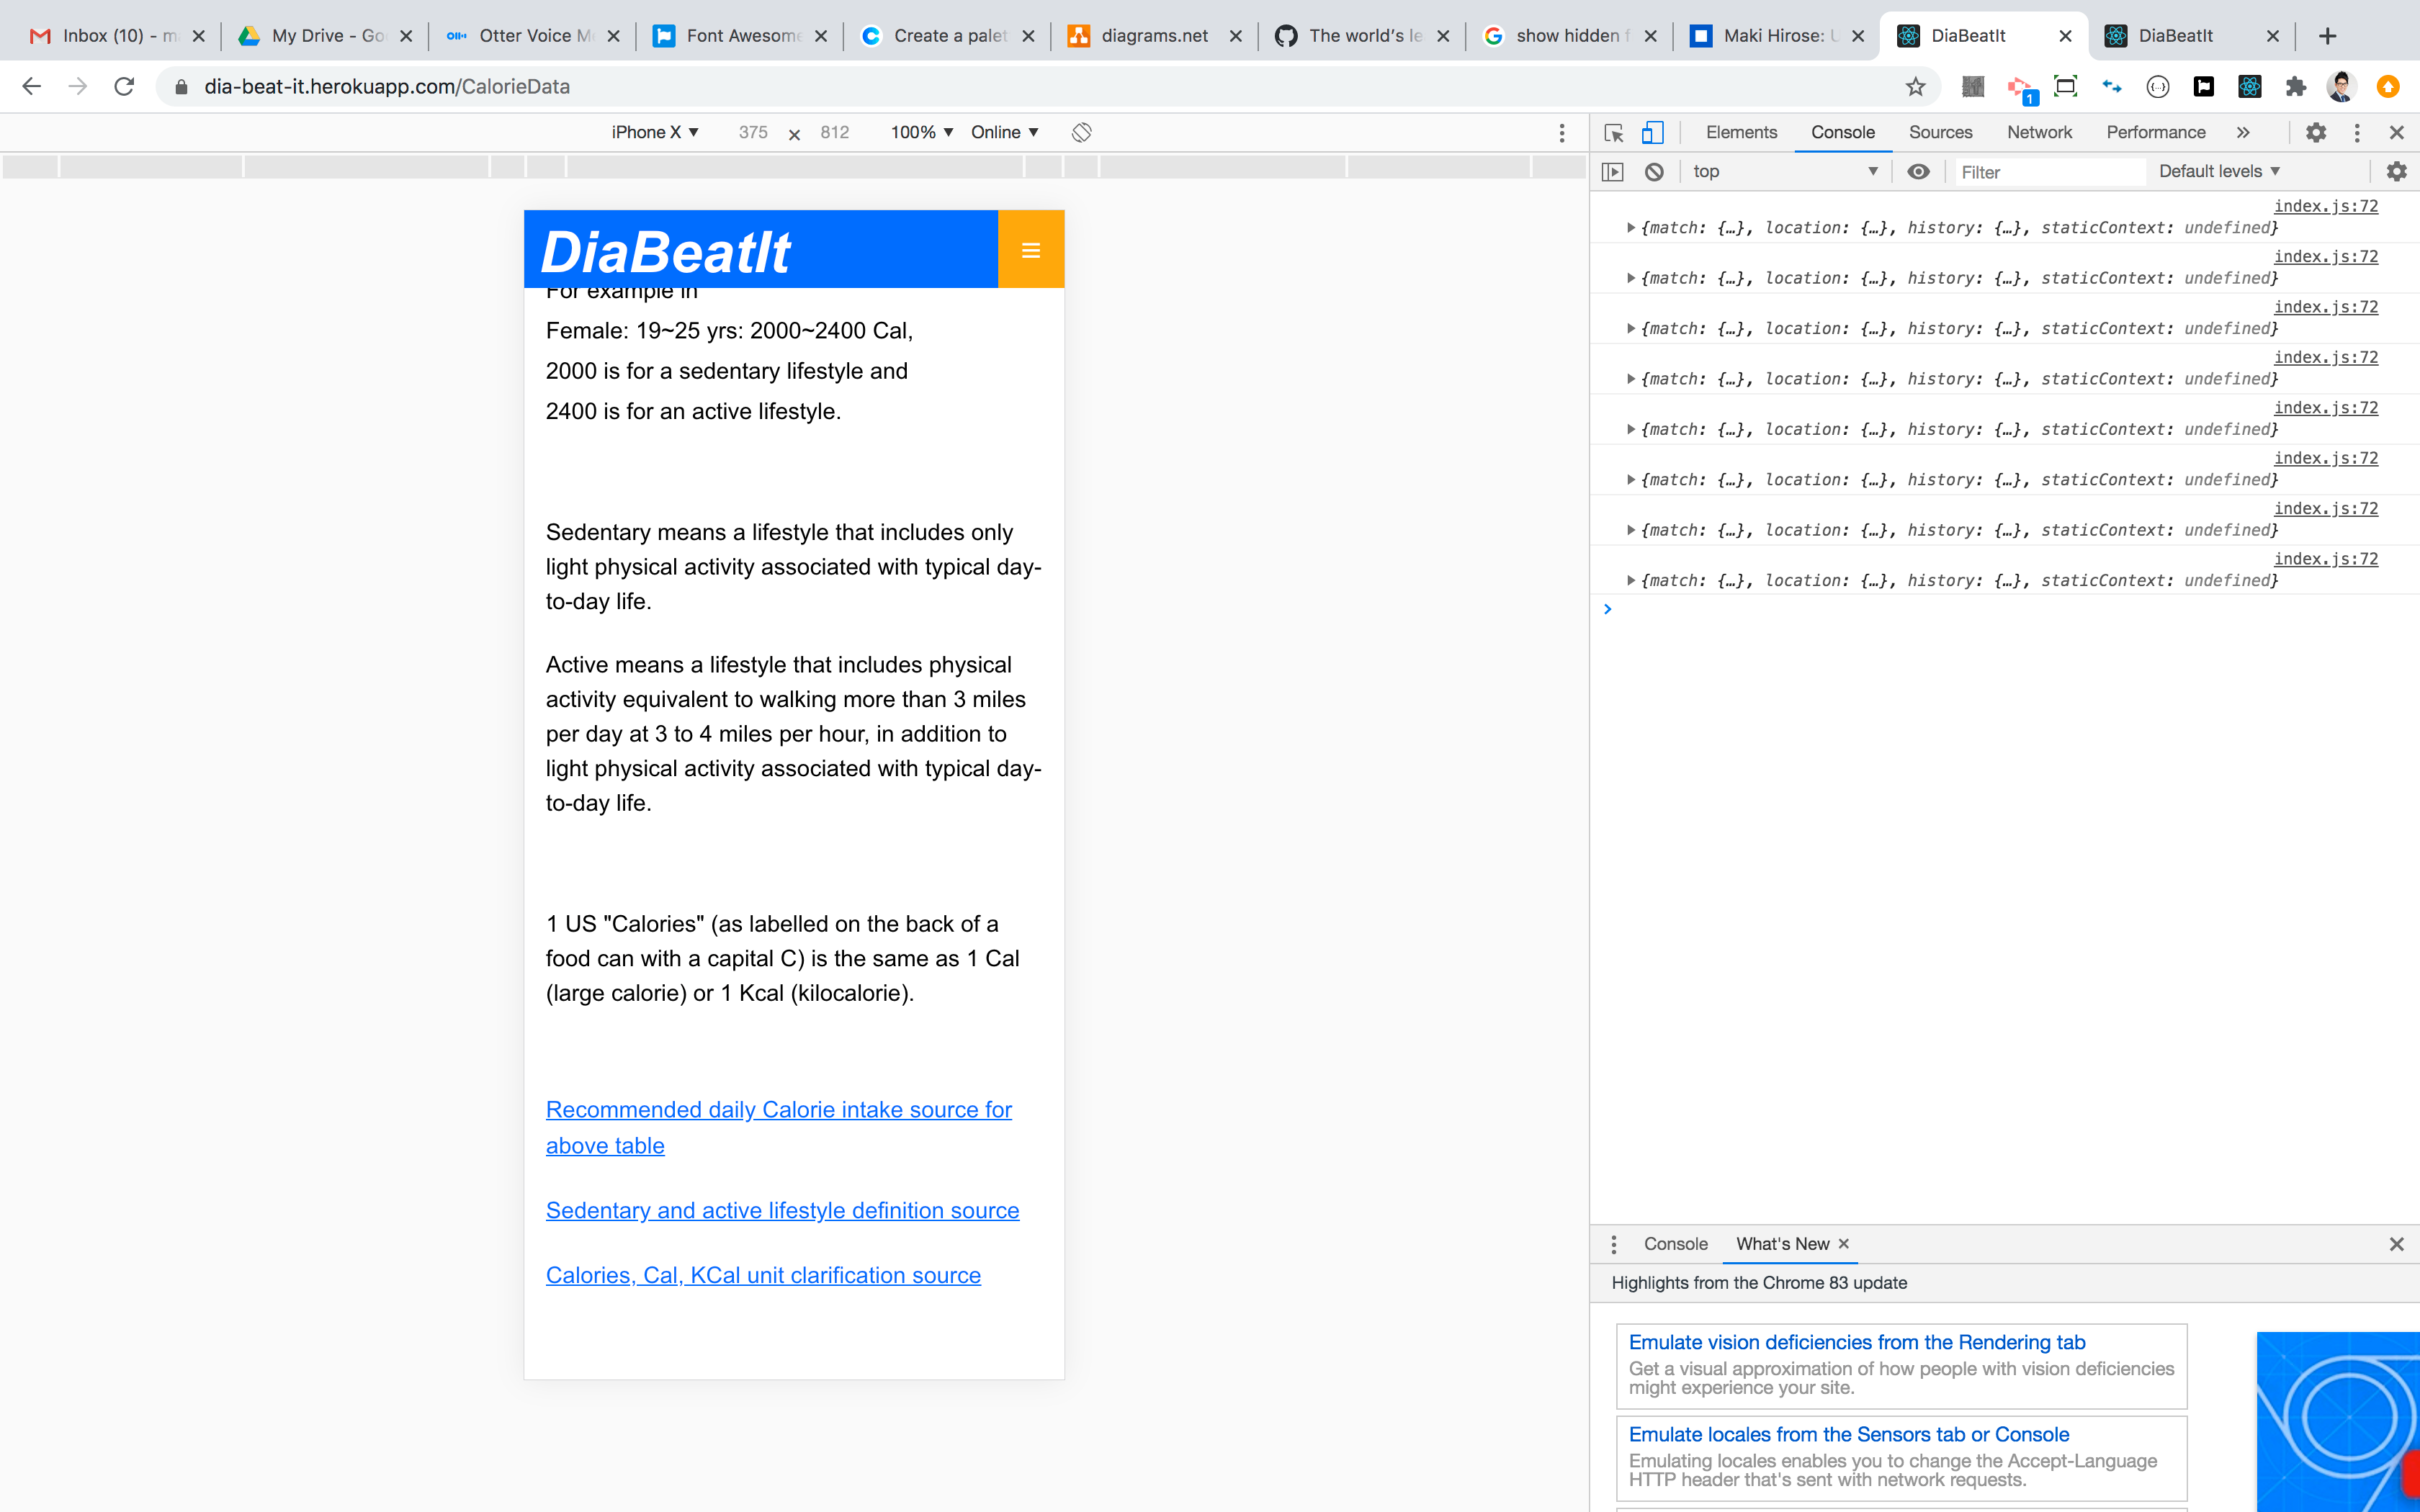 Inbox (10) - m
My Drive - Go
Otter Voice M
Font Awesome
Create a palet
diagrams.net
The world's le
show hidden f
Maki Hirose: U
DiaBeatIt
DiaBeatIt
dia-beat-it.herokuapp.com/CalorieData
1
iPhone X ▼ 375 × 812 100% ▼ Online ▼
Elements Console Sources Network Performance »
top ▼ Filter Default levels ▼
DiaBeatIt
For example in
Female: 19~25 yrs: 2000~2400 Cal,
2000 is for a sedentary lifestyle and
2400 is for an active lifestyle.
Sedentary means a lifestyle that includes only
light physical activity associated with typical day-
to-day life.
Active means a lifestyle that includes physical
activity equivalent to walking more than 3 miles
per day at 3 to 4 miles per hour, in addition to
light physical activity associated with typical day-
to-day life.
1 US "Calories" (as labelled on the back of a
food can with a capital C) is the same as 1 Cal
(large calorie) or 1 Kcal (kilocalorie).
Recommended daily Calorie intake source for
above table
Sedentary and active lifestyle definition source
Calories, Cal, KCal unit clarification source
index.js:72
{match: {…}, location: {…}, history: {…}, staticContext: undefined}
index.js:72
{match: {…}, location: {…}, history: {…}, staticContext: undefined}
index.js:72
{match: {…}, location: {…}, history: {…}, staticContext: undefined}
index.js:72
{match: {…}, location: {…}, history: {…}, staticContext: undefined}
index.js:72
{match: {…}, location: {…}, history: {…}, staticContext: undefined}
index.js:72
{match: {…}, location: {…}, history: {…}, staticContext: undefined}
index.js:72
{match: {…}, location: {…}, history: {…}, staticContext: undefined}
index.js:72
{match: {…}, location: {…}, history: {…}, staticContext: undefined}
Console What's New
Highlights from the Chrome 83 update
Emulate vision deficiencies from the Rendering tab
Get a visual approximation of how people with vision deficiencies
might experience your site.
Emulate locales from the Sensors tab or Console
Emulating locales enables you to change the Accept-Language
HTTP header that's sent with network requests.